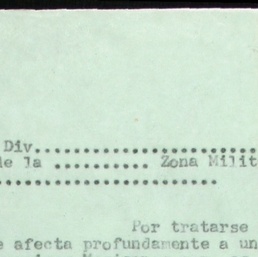 Div..........................
de la .......... Zona Milit
........................
Por tratarse
e afecta profundamente a un